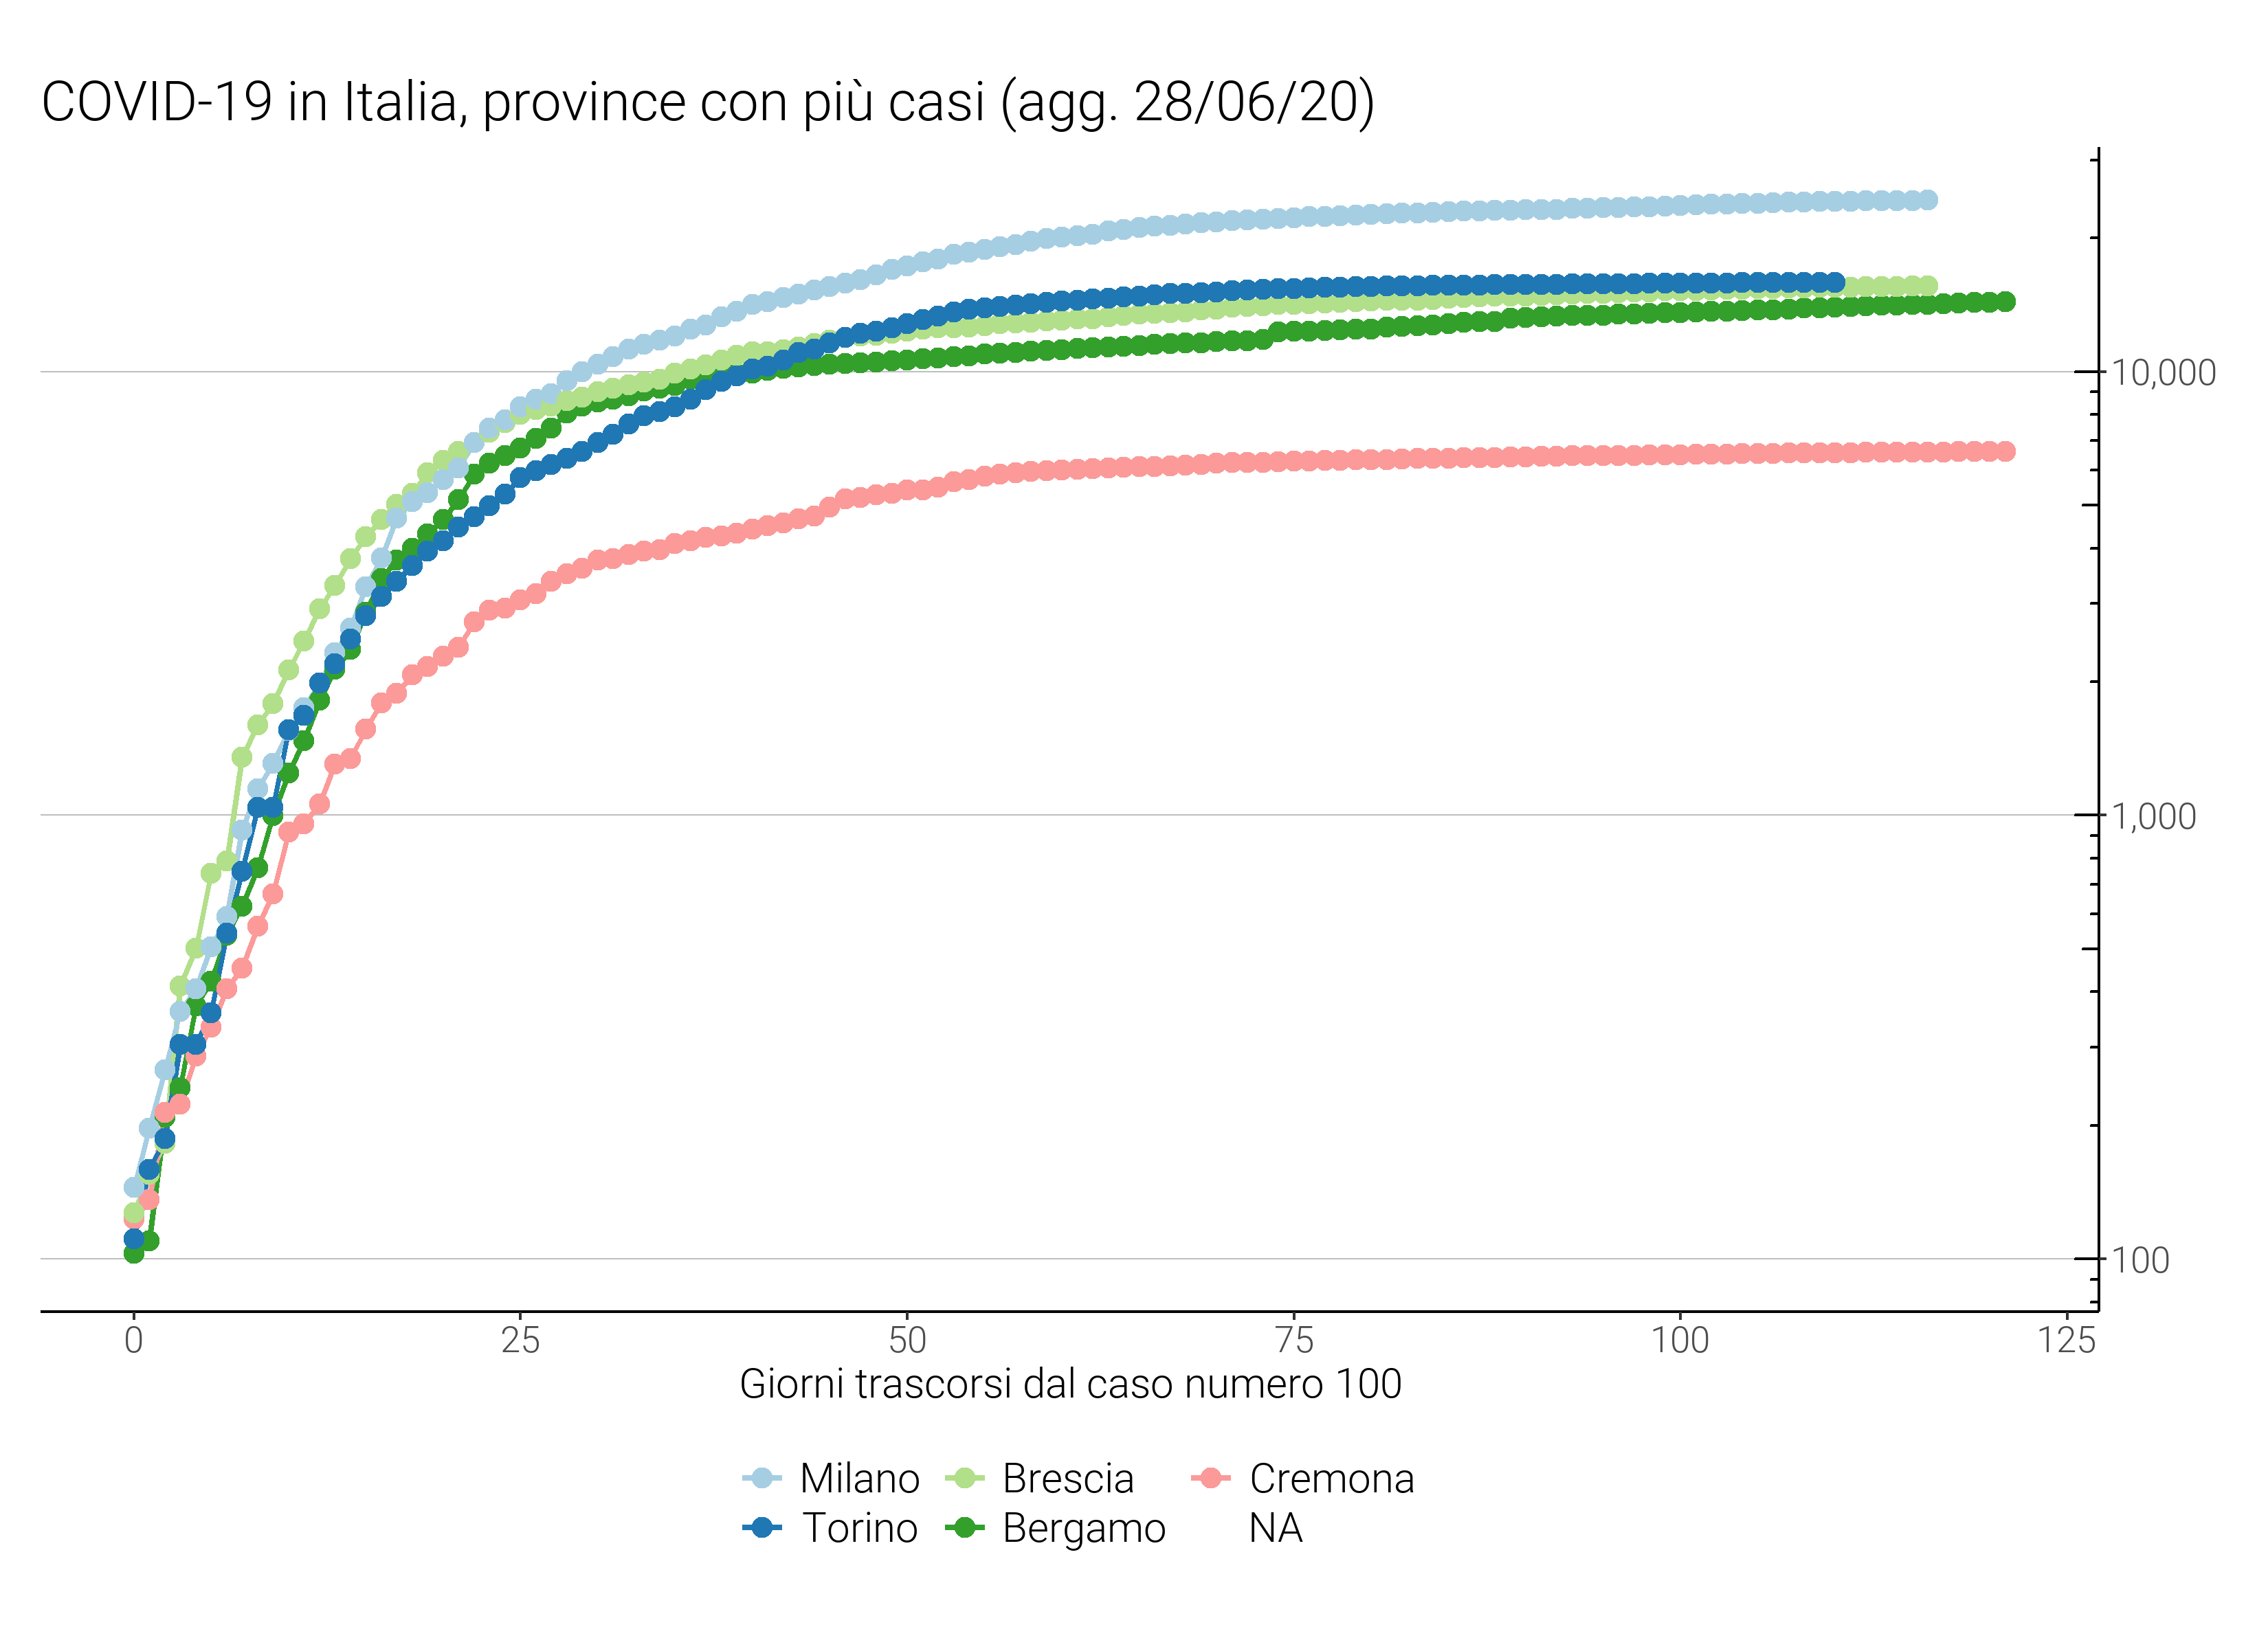 COVID-19 in Italia, province con più casi (agg. 28/06/20)
10,000
1,000
100
0 25 50 75 100 125
Giorni trascorsi dal caso numero 100
Milano Brescia Cremona
Torino Bergamo NA